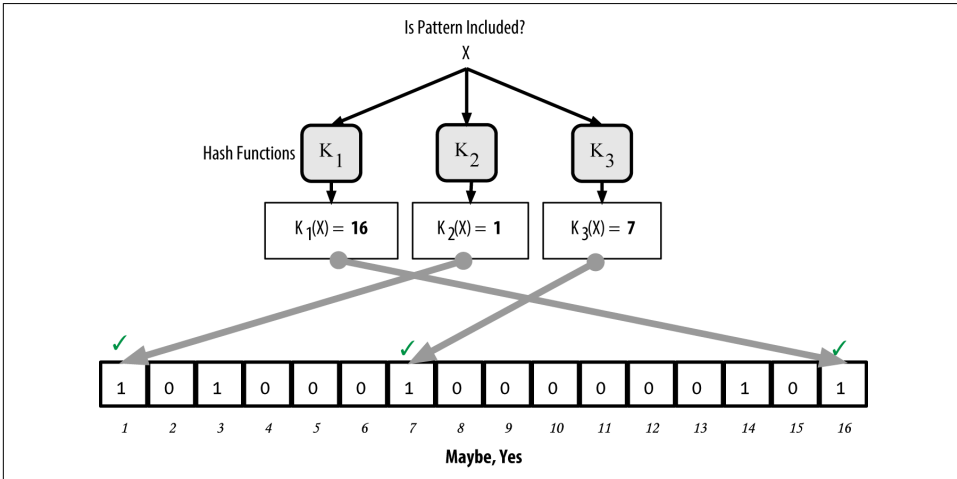 Is Pattern Included?
X
Hash Functions K1 K2 K3
K1(X) = 16 K2(X) = 1 K3(X) = 7
✓ ✓ ✓
1 0 1 0 0 0 1 0 0 0 0 0 0 1 0 1
1 2 3 4 5 6 7 8 9 10 11 12 13 14 15 16
Maybe, Yes